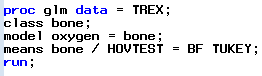 proc glm data = TREX;
class bone;
model oxygen = bone;
means bone / HOVTEST = BF TUKEY;
run;